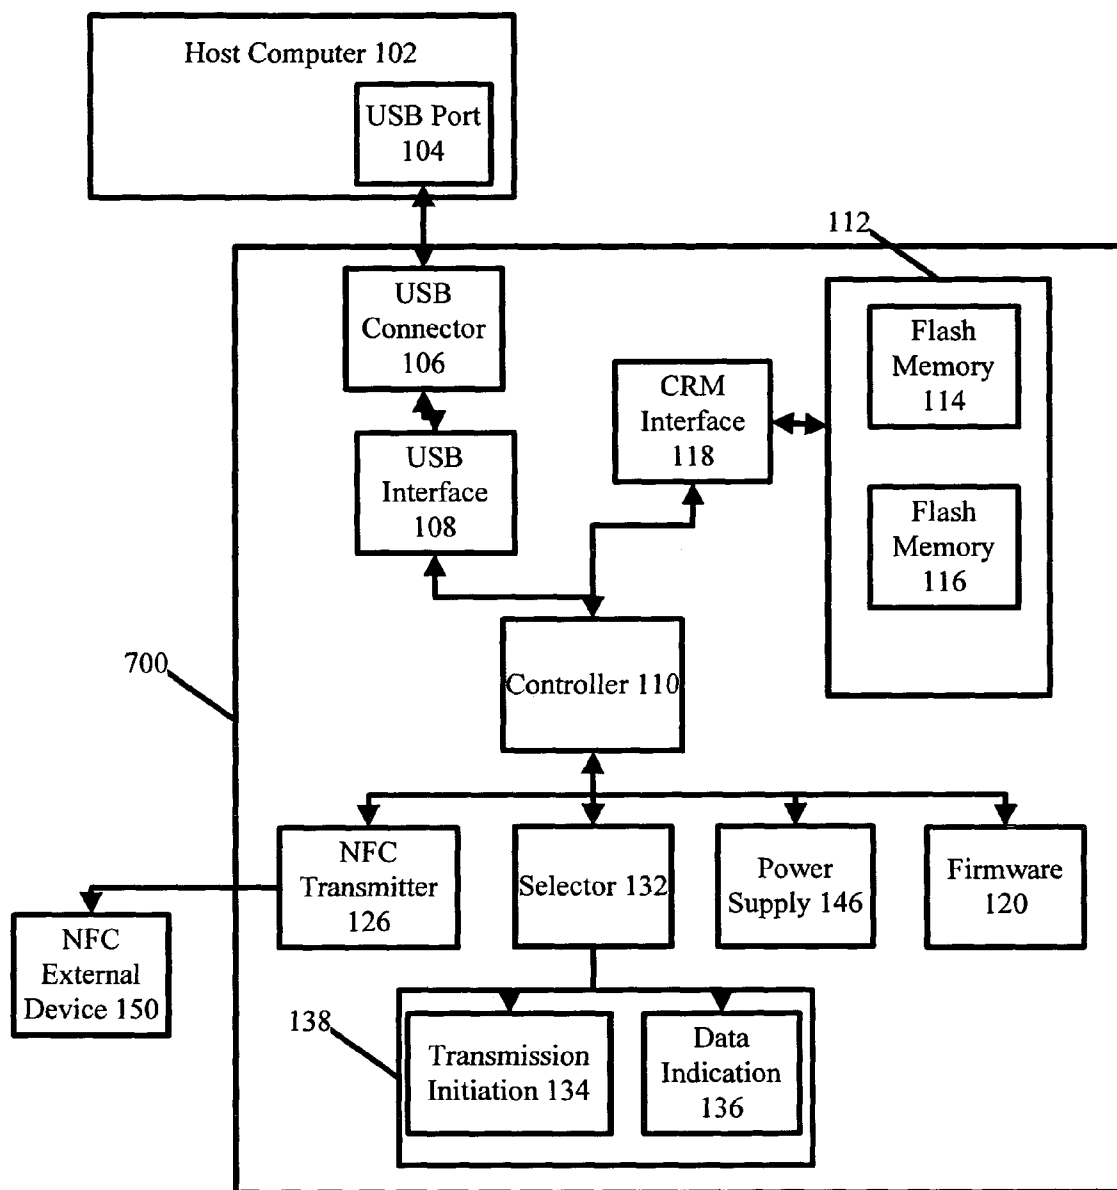 Host Computer 102
USB Port
104
112
USB
Connector
106
Flash
Memory
114
CRM
Interface
118
USB
Interface
108
Flash
Memory
116
700
Controller 110
NFC
Transmitter
126
Selector 132
Power
Supply 146
Firmware
120
NFC
External
Device 150
138
Transmission
Initiation 134
Data
Indication
136